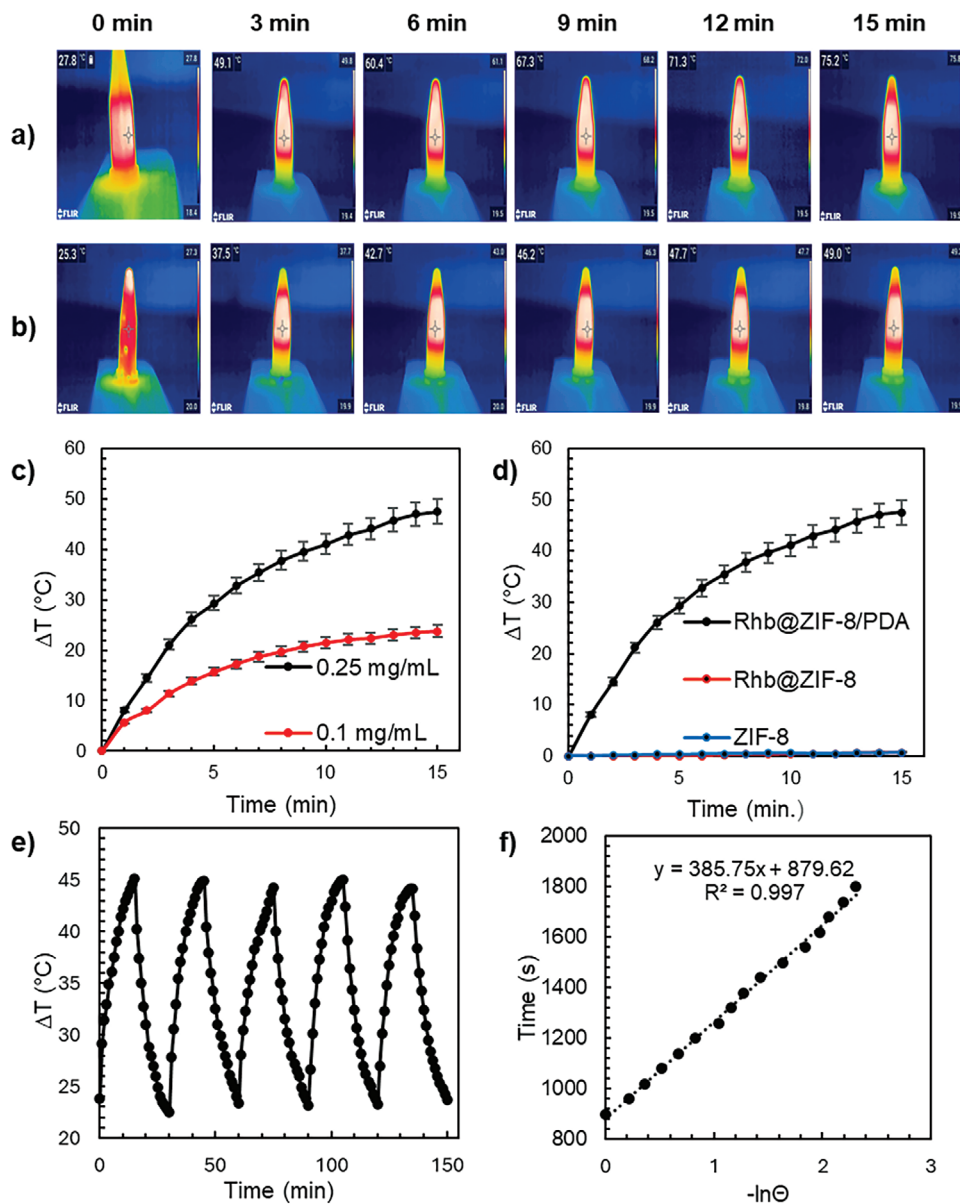 0 min 3 min 6 min 9 min 12 min 15 min
a)
27.8 °C 27.8
18.4
FLIR
49.1 °C 49.8
19.4
FLIR
60.4 °C 61.1
19.5
FLIR
67.3 °C 68.2
19.5
FLIR
71.3 °C 72.0
19.5
FLIR
75.2 °C 75.8
19.5
FLIR
b)
25.3 °C 27.3
20.0
FLIR
37.5 °C 37.7
19.9
FLIR
42.7 °C 43.0
20.0
FLIR
46.2 °C 46.3
19.9
FLIR
47.7 °C 47.7
19.8
FLIR
49.0 °C
FLIR
c)
60
50
40
30
20
10
0
ΔT (°C)
0.25 mg/mL
0.1 mg/mL
0 5 10 15
Time (min)
d)
60
50
40
30
20
10
0
ΔT (°C)
Rhb@ZIF-8/PDA
Rhb@ZIF-8
ZIF-8
0 5 10 15
Time (min.)
e)
50
45
40
35
30
25
20
ΔT (°C)
0 50 100 150
Time (min)
f)
2000
1800
1600
1400
1200
1000
800
Time (s)
y = 385.75x + 879.62
R² = 0.997
0 -1 -2 -3
-lnΘ